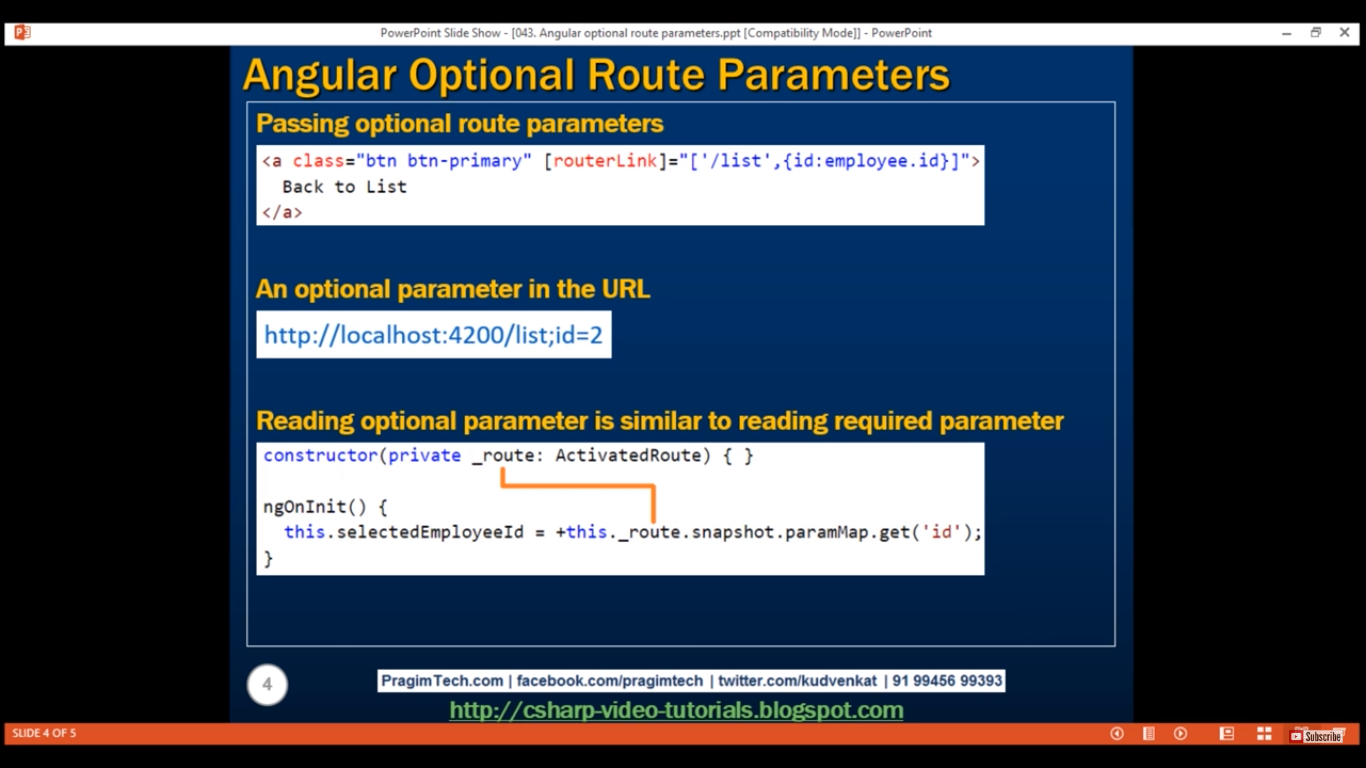 PowerPoint Slide Show - [043. Angular optional route parameters.ppt [Compatibility Mode]] - PowerPoint
Angular Optional Route Parameters
Passing optional route parameters
<a class="btn btn-primary" [routerLink]="['/list',{id:employee.id}]">
Back to List
</a>
An optional parameter in the URL
http://localhost:4200/list;id=2
Reading optional parameter is similar to reading required parameter
constructor(private _route: ActivatedRoute) { }
ngOnInit() {
this.selectedEmployeeId = +this._route.snapshot.paramMap.get('id');
}
4
PragimTech.com | facebook.com/pragimtech | twitter.com/kudvenkat | 91 99456 99393
http://csharp-video-tutorials.blogspot.com
SLIDE 4 OF 5
Subscribe